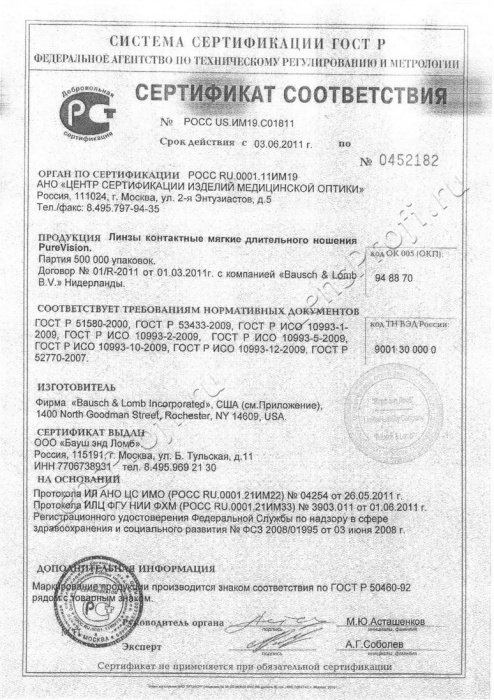 СИСТЕМА СЕРТИФИКАЦИИ ГОСТ Р
ФЕДЕРАЛЬНОЕ АГЕНТСТВО ПО ТЕХНИЧЕСКОМУ РЕГУЛИРОВАНИЮ И МЕТРОЛОГИИ
Добровольная
сертификация
СЕРТИФИКАТ СООТВЕТСТВИЯ
№ РОСС US.ИМ19.С01811
Срок действия с 03.06.2011 г. по
№ 0452182
ОРГАН ПО СЕРТИФИКАЦИИ РОСС RU.0001.11ИМ19
АНО «ЦЕНТР СЕРТИФИКАЦИИ ИЗДЕЛИЙ МЕДИЦИНСКОЙ ОПТИКИ»
Россия, 111024, г. Москва, ул. 2-я Энтузиастов, д.5
Тел./факс: 8.495.797-94-35
ПРОДУКЦИЯ Линзы контактные мягкие длительного ношения
PureVision.
Партия 500 000 упаковок.
Договор № 01/R-2011 от 01.03.2011г. с компанией «Bausch & Lomb
B.V.» Нидерланды.
код ОК 005 (ОКП):
94 88 70
СООТВЕТСТВУЕТ ТРЕБОВАНИЯМ НОРМАТИВНЫХ ДОКУМЕНТОВ
ГОСТ Р 51580-2000, ГОСТ Р 53433-2009, ГОСТ Р ИСО 10993-1-
2009, ГОСТ Р ИСО 10993-2-2009, ГОСТ Р ИСО 10993-5-2009,
ГОСТ Р ИСО 10993-10-2009, ГОСТ Р ИСО 10993-12-2009, ГОСТ Р
52770-2007.
код ТН ВЭД России:
9001 30 000 0
ИЗГОТОВИТЕЛЬ
Фирма «Bausch & Lomb Incorporated», США (см.Приложение),
1400 North Goodman Street, Rochester, NY 14609, USA.
СЕРТИФИКАТ ВЫДАН
ООО «Бауш энд Ломб».
Россия, 115191, г. Москва, ул. Б. Тульская, д.11
ИНН 7706738931 тел. 8.495.969 21 30
НА ОСНОВАНИИ
Протокола ИЛ АНО ЦС ИМО (РОСС RU.0001.21ИМ22) № 04254 от 26.05.2011 г.
Протокола ИЛЦ ФГУ НИИ ФХМ (РОСС RU.0001.21ИМ33) № 3903.011 от 01.06.2011 г.
Регистрационного удостоверения Федеральной Службы по надзору в сфере
здравоохранения и социального развития № ФСЗ 2008/01995 от 03 июня 2008 г.
ДОПОЛНИТЕЛЬНАЯ ИНФОРМАЦИЯ
Маркирование продукции производится знаком соответствия по ГОСТ Р 50460-92
рядом с товарным знаком.
Руководитель органа
М.Ю.Асташенков
подпись
инициалы, фамилия
Эксперт
А.Г.Соболев
подпись
инициалы, фамилия
Сертификат не применяется при обязательной сертификации